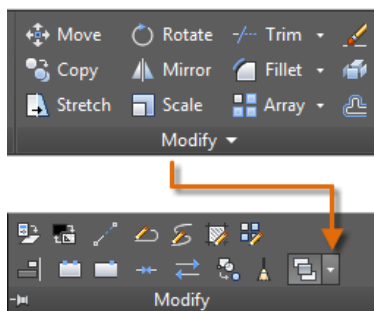 Move Rotate Trim
Copy Mirror Fillet
Stretch Scale Array
Modify
Modify